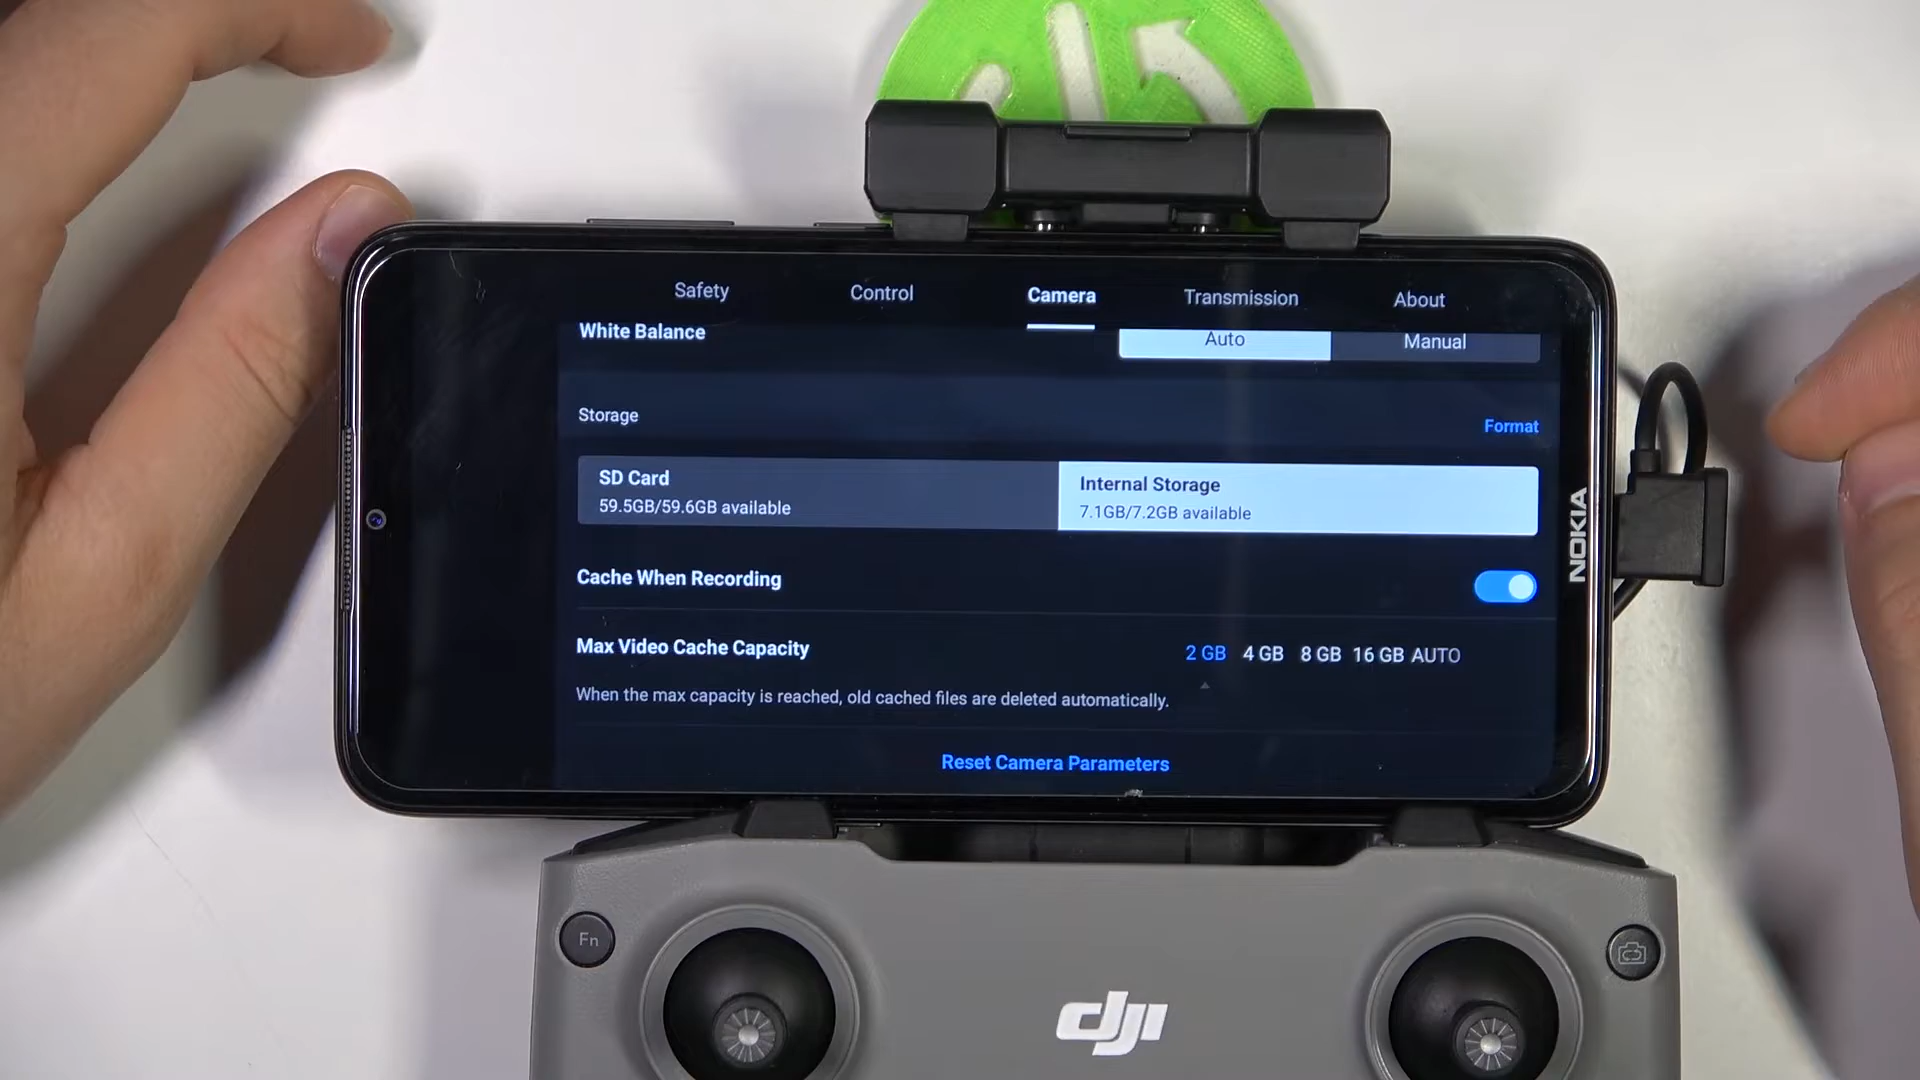 Safety Control Camera Transmission About
White Balance Auto Manual
Storage Format
SD Card
59.5GB/59.6GB available
Internal Storage
7.1GB/7.2GB available
Cache When Recording
Max Video Cache Capacity 2 GB 4 GB 8 GB 16 GB AUTO
When the max capacity is reached, old cached files are deleted automatically.
Reset Camera Parameters
NOKIA
Fn
dji